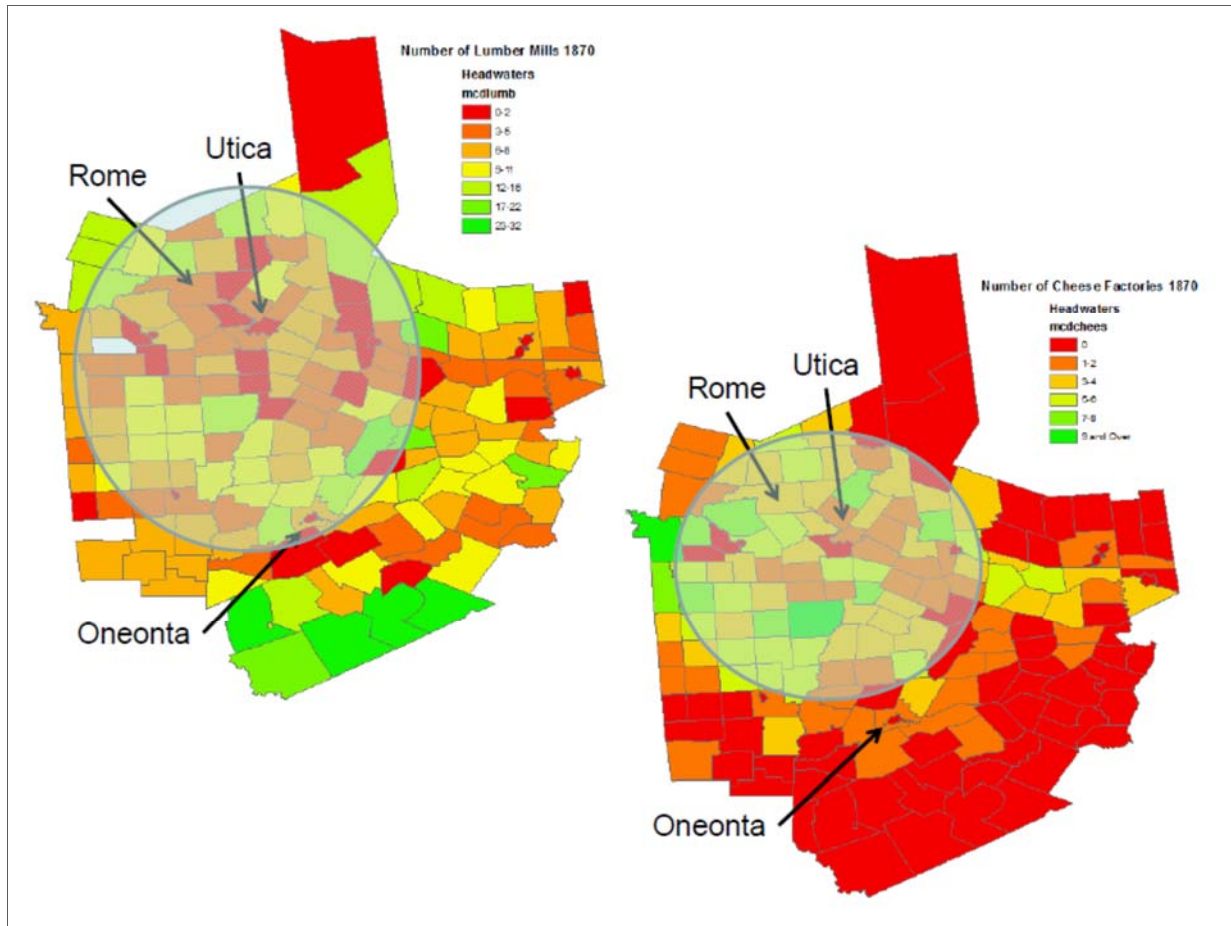 Number of Lumber Mills 1870
Headwaters
mcdlumb
0-2
3-5
6-8
9-11
12-16
17-22
23-32
Utica
Rome
Oneonta
Number of Cheese Factories 1870
Headwaters
mcdchees
0
1-2
3-4
5-6
7-8
9 and Over
Utica
Rome
Oneonta